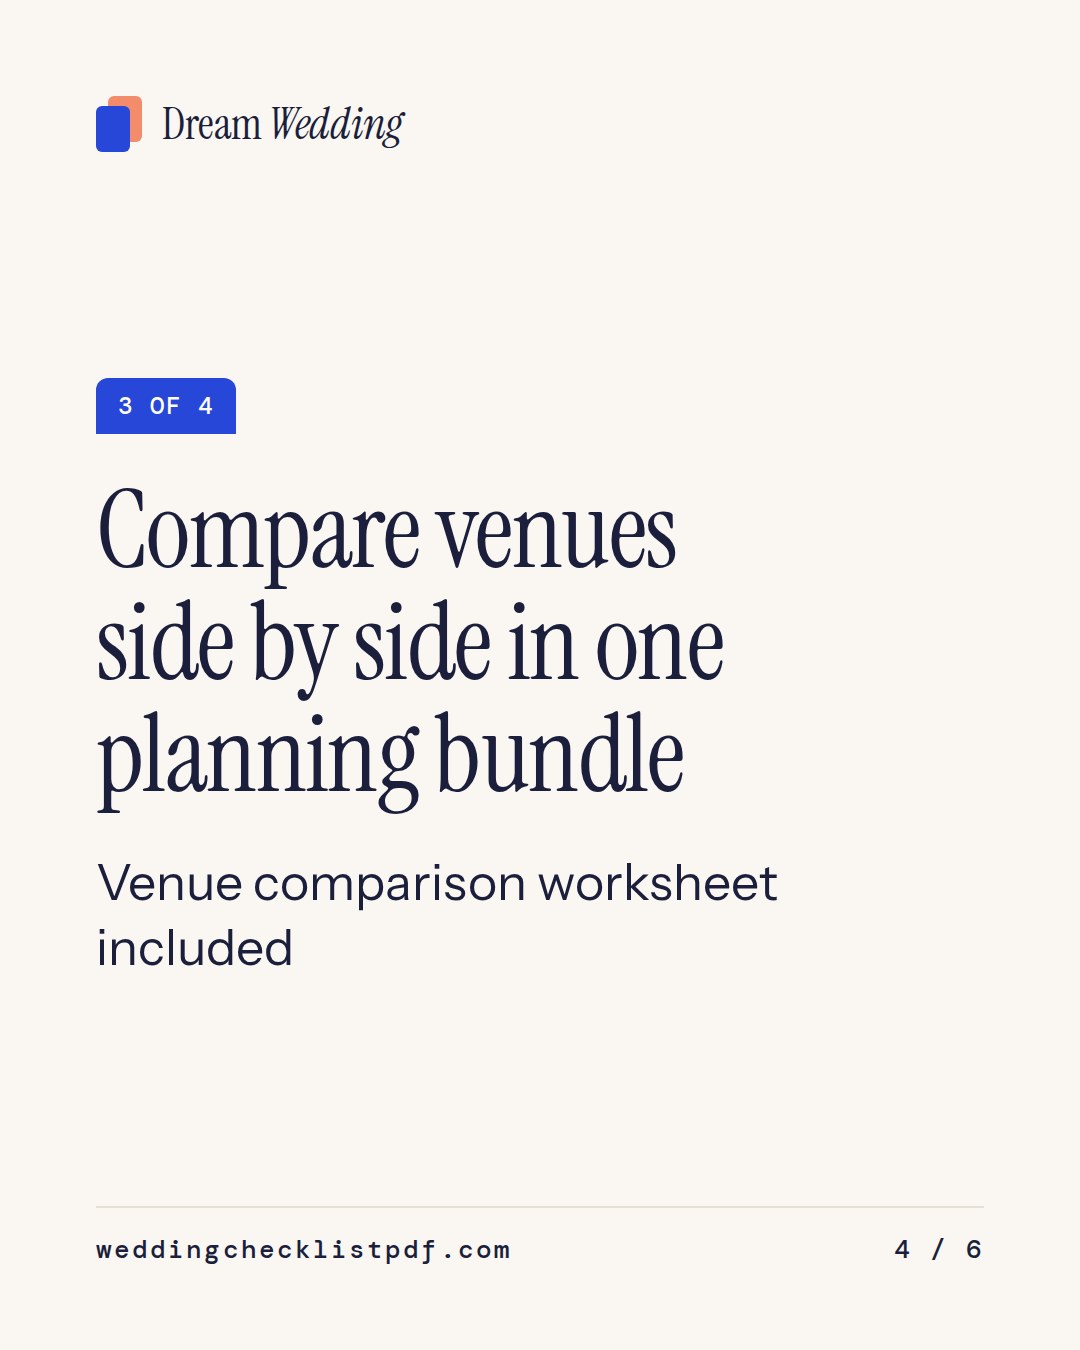 Dream Wedding
3 OF 4
Compare venues
side by side in one
planning bundle
Venue comparison worksheet
included
weddingchecklistpdf.com
4 / 6